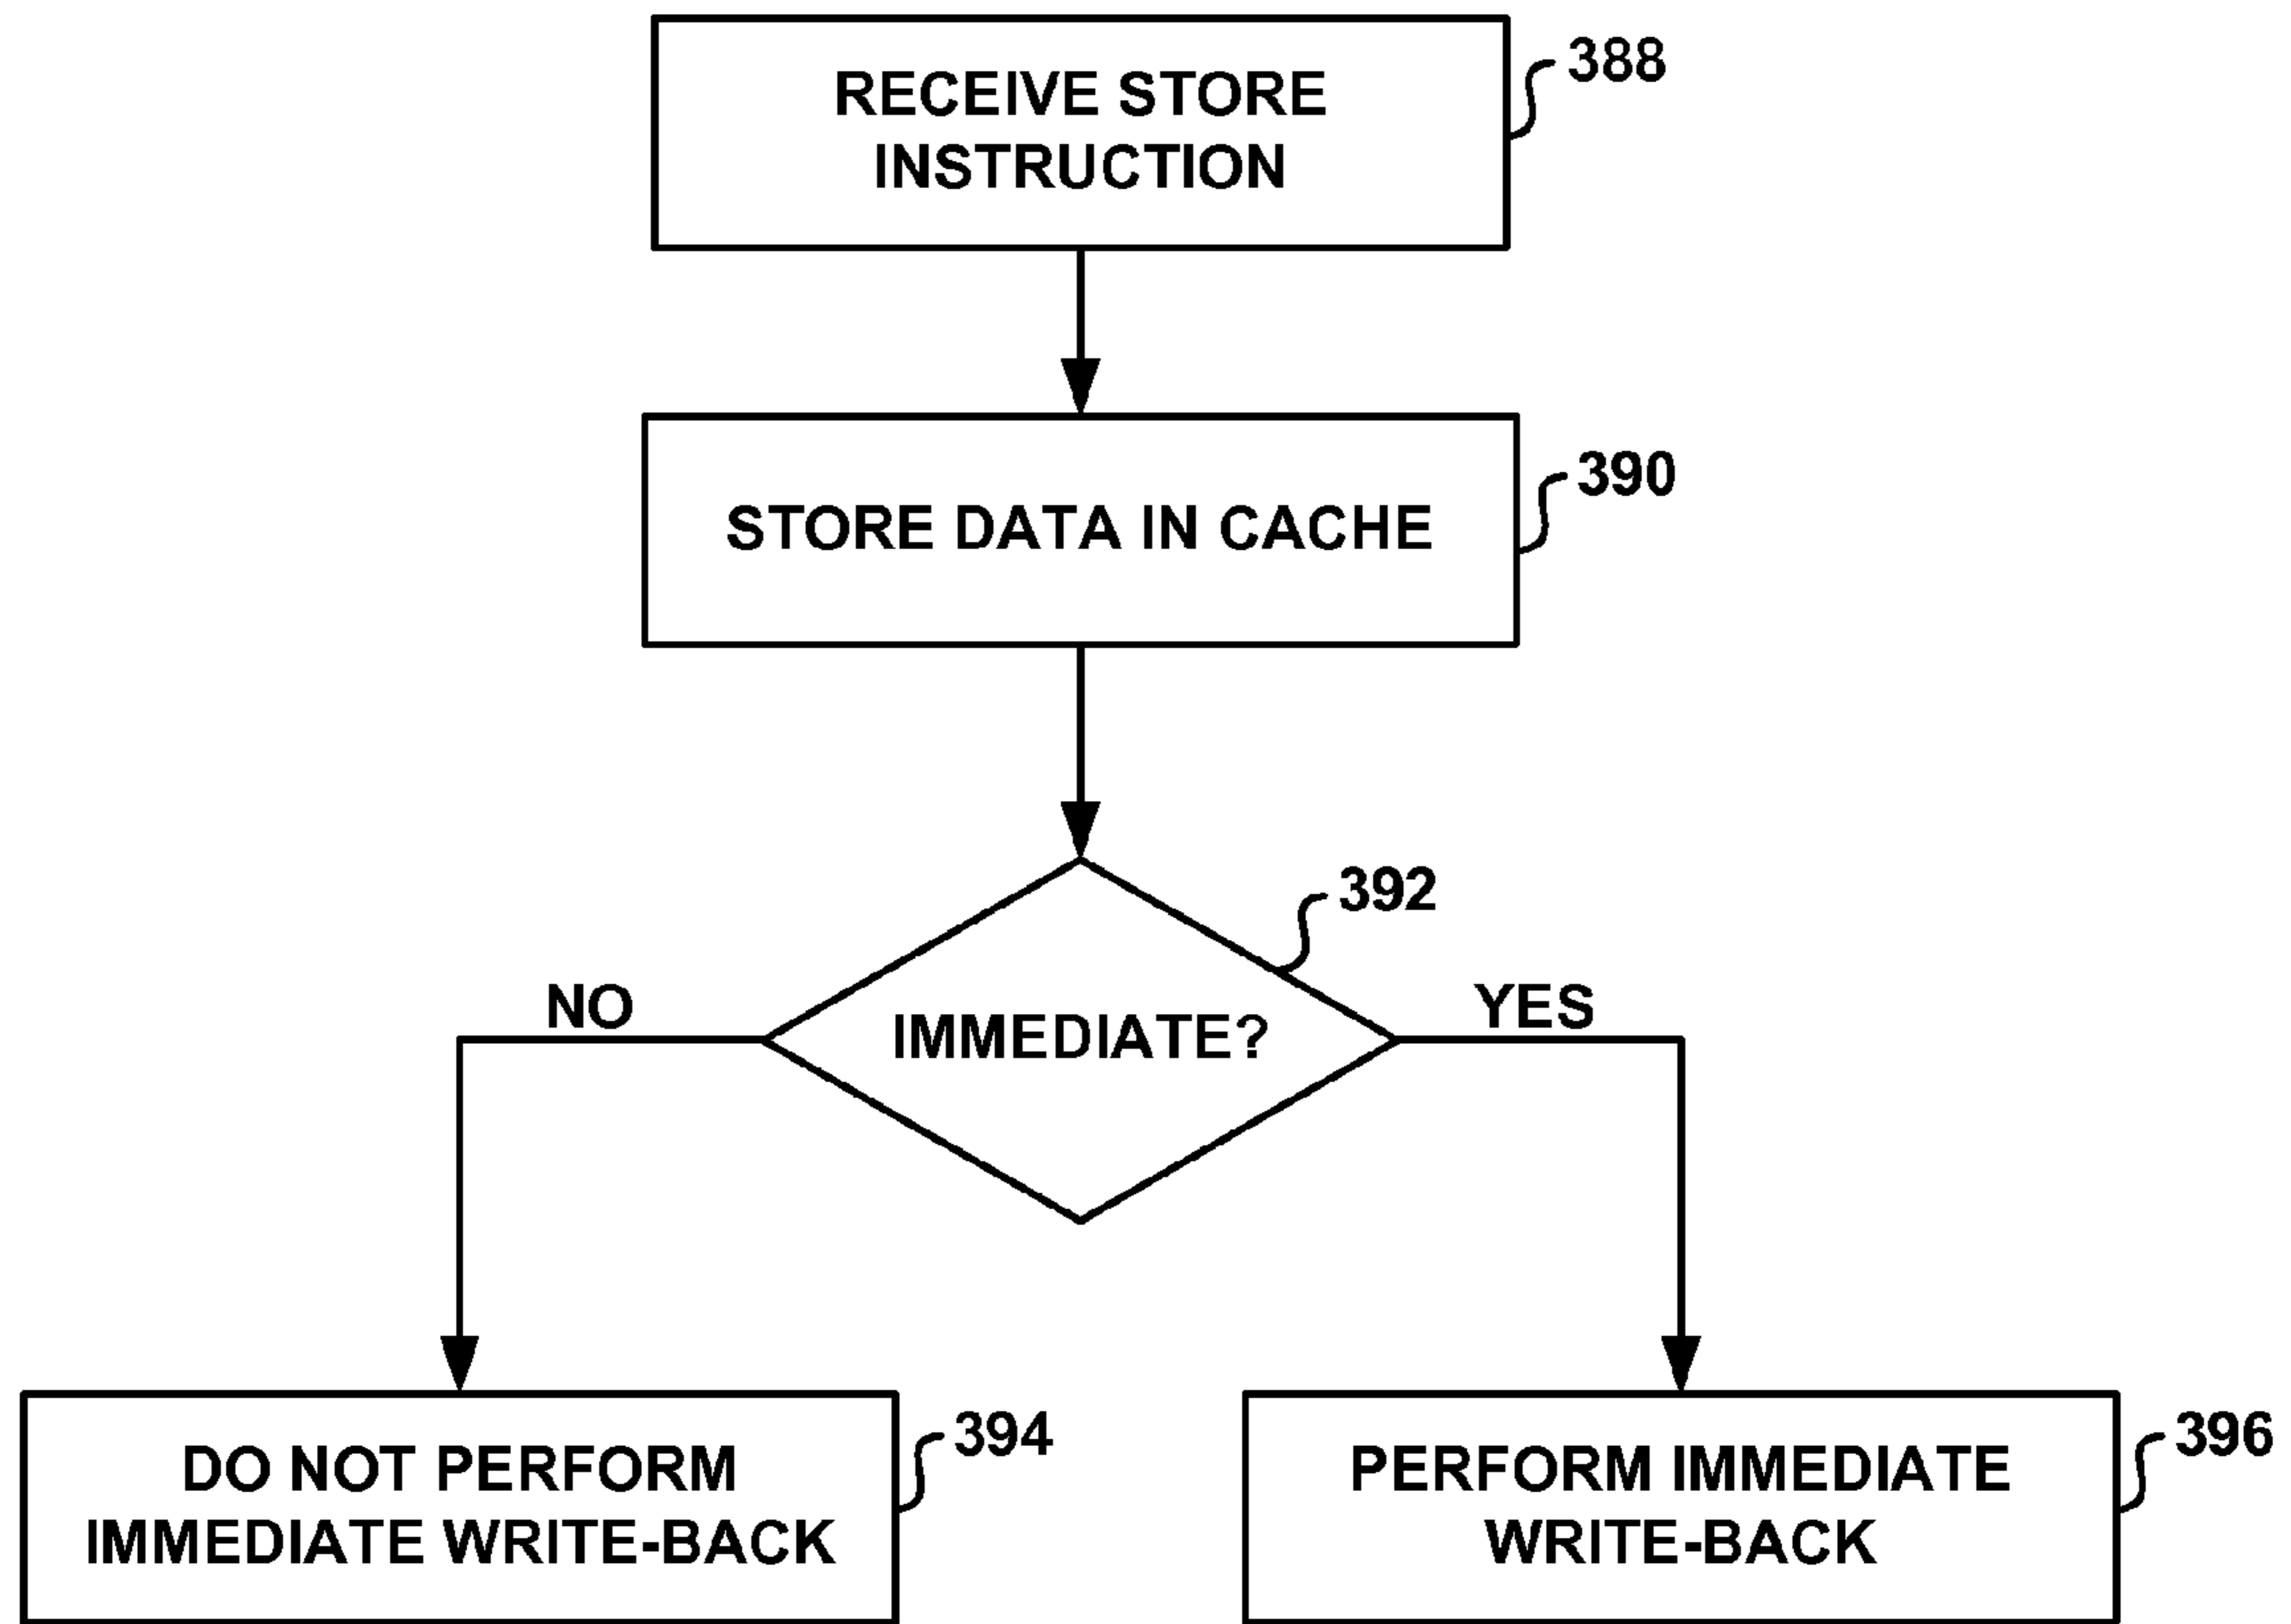 RECEIVE STORE
INSTRUCTION
388
STORE DATA IN CACHE
390
392
IMMEDIATE?
NO
YES
DO NOT PERFORM
IMMEDIATE WRITE-BACK
394
PERFORM IMMEDIATE
WRITE-BACK
396